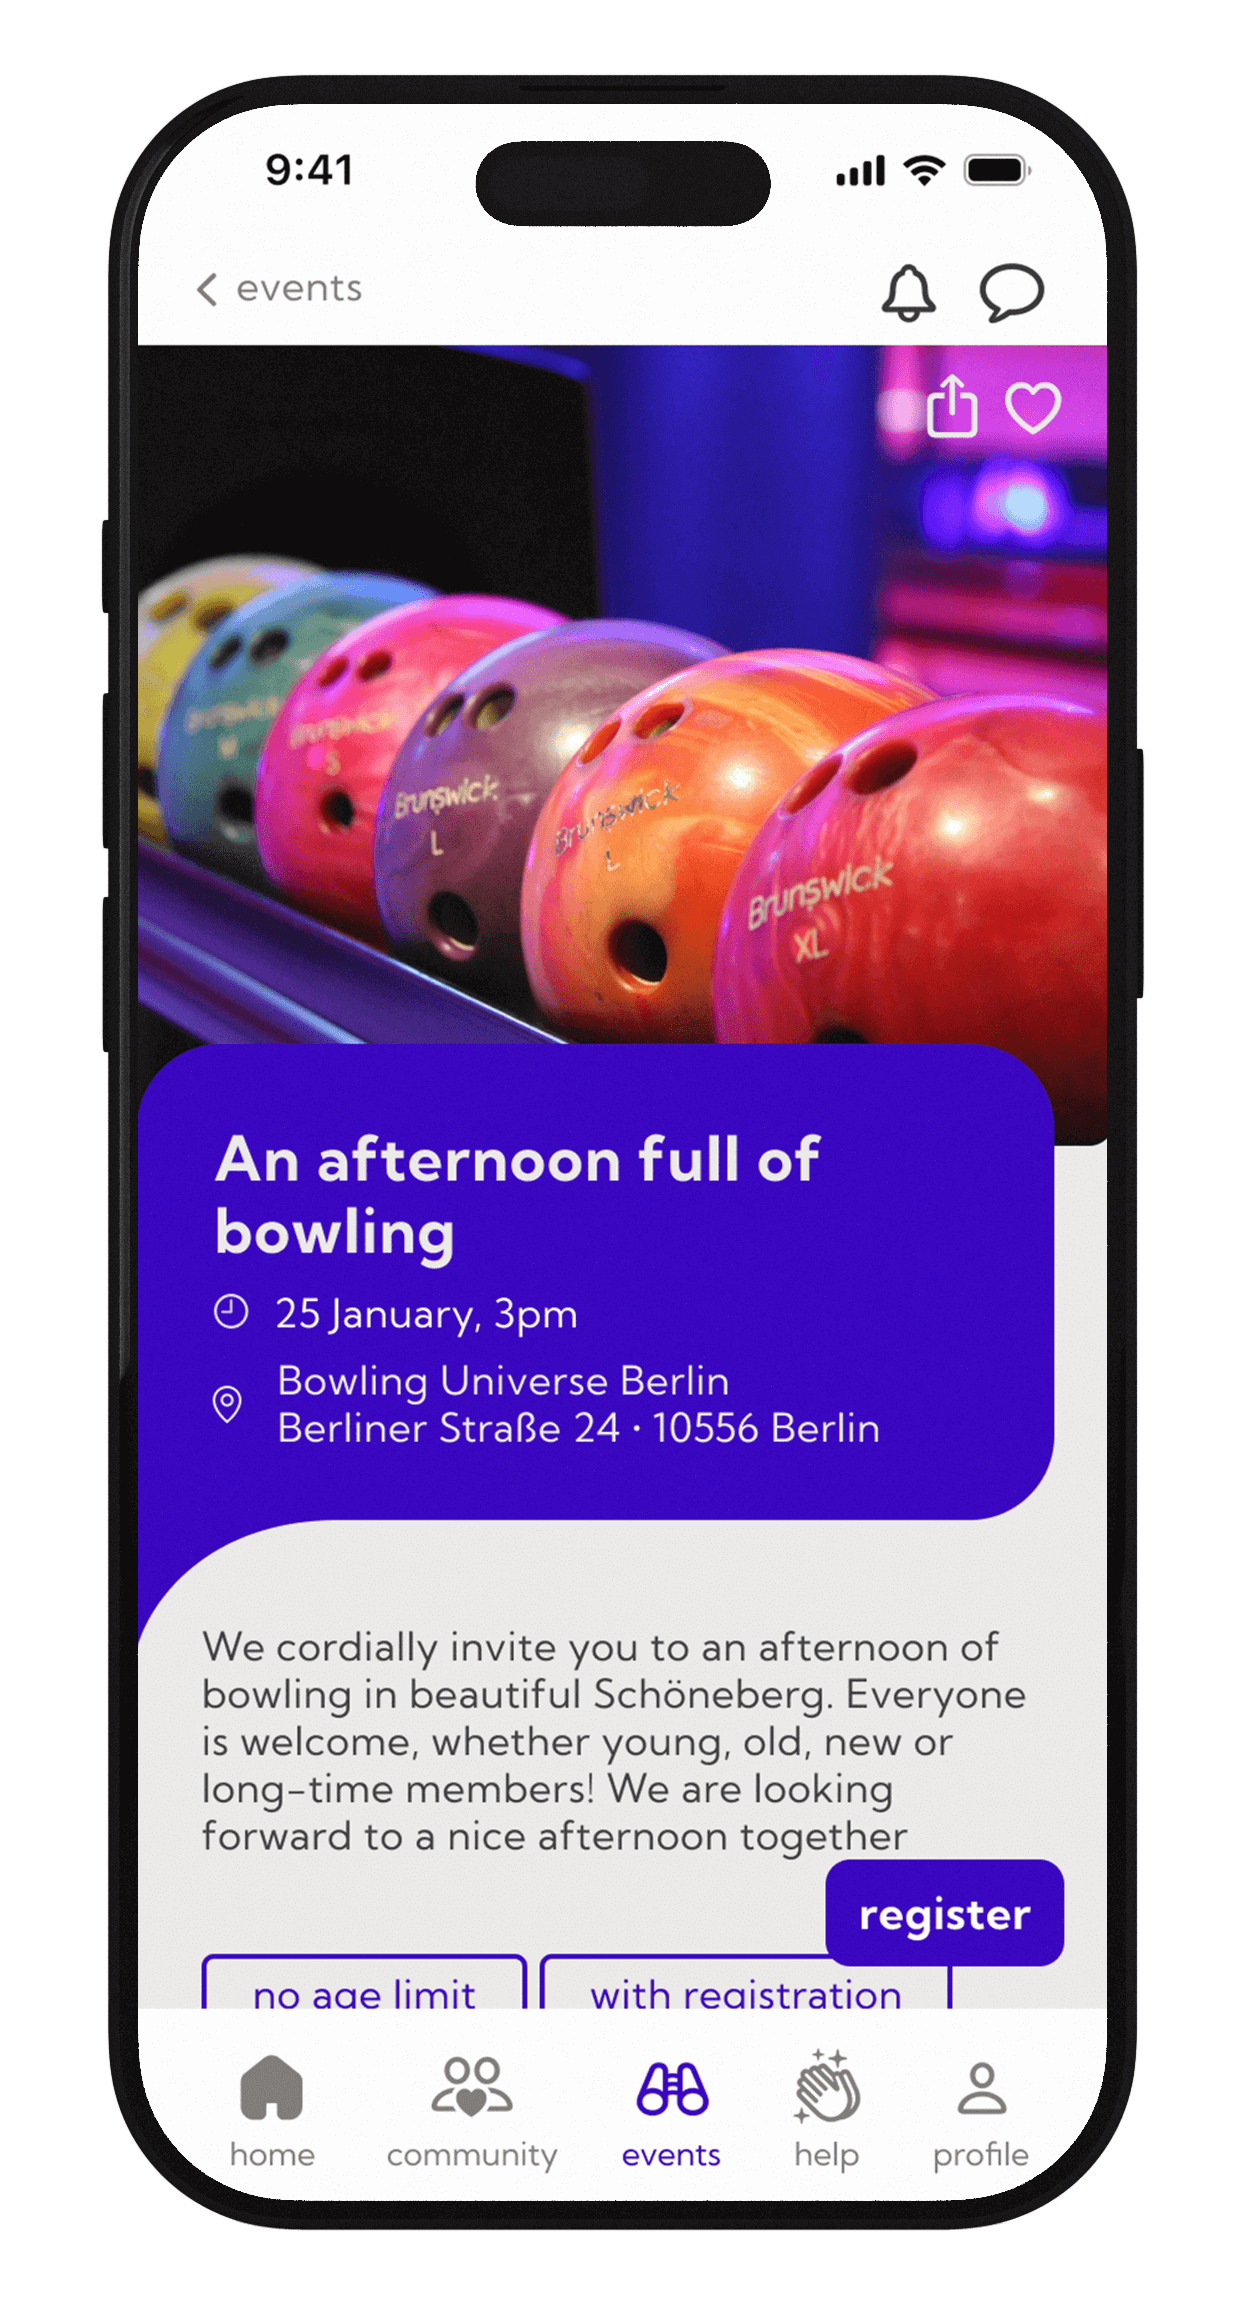 9:41
events
Brunswick
M
Brunswick
S
Brunswick
L
Brunswick
L
Brunswick
XL
An afternoon full of
bowling
25 January, 3pm
Bowling Universe Berlin
Berliner Straße 24 • 10556 Berlin
We cordially invite you to an afternoon of
bowling in beautiful Schöneberg. Everyone
is welcome, whether young, old, new or
long-time members! We are looking
forward to a nice afternoon together
register
no age limit
with registration
home
community
events
help
profile